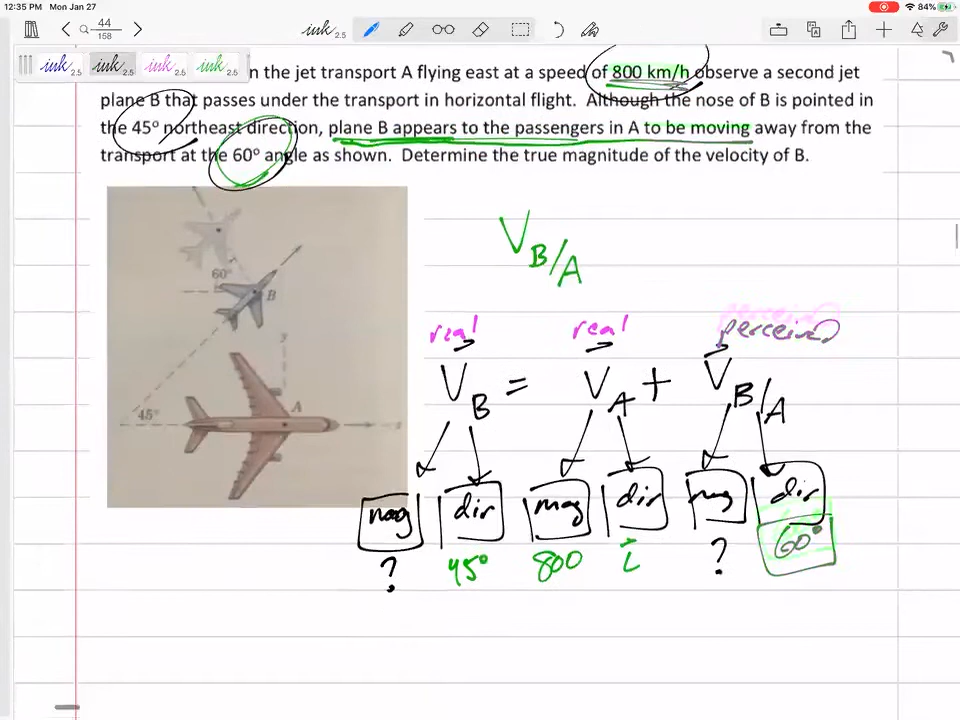 12:35 PM Mon Jan 27
84%
44
158
ink 2.5
ink 2.5 ink 2.5 ink 2.5 ink 2.5
n the jet transport A flying east at a speed of 800 km/h observe a second jet
plane B that passes under the transport in horizontal flight. Although the nose of B is pointed in
the 45° northeast direction, plane B appears to the passengers in A to be moving away from the
transport at the 60° angle as shown. Determine the true magnitude of the velocity of B.
60°
B
y
A
45°
x
V B/A
real real perceived
V B = V A + V B/A
mag dir mag dir mag dir
? 45° 800 i ? 60°